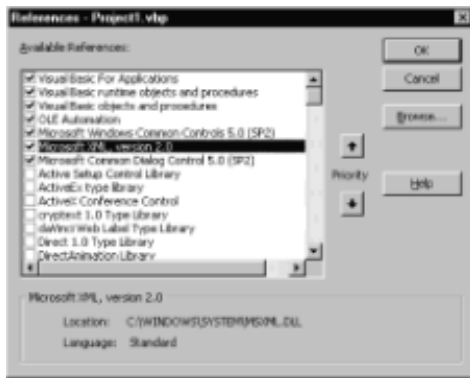 References - Project1.vbp
Available References:
Visual Basic For Applications
Visual Basic runtime objects and procedures
Visual Basic objects and procedures
OLE Automation
Microsoft Windows Common Controls 5.0 (SP2)
Microsoft XML, version 2.0
Microsoft Common Dialog Control 5.0 (SP2)
Active Setup Control Library
ActiveEx type library
ActiveX Conference Control
cryptext 1.0 Type Library
daVinci Web Label Type Library
Direct 1.0 Type Library
DirectAnimation Library
OK
Cancel
Browse...
Priority
Help
Microsoft XML, version 2.0
Location: C:\WINDOWS\SYSTEM\MSXML.DLL
Language: Standard